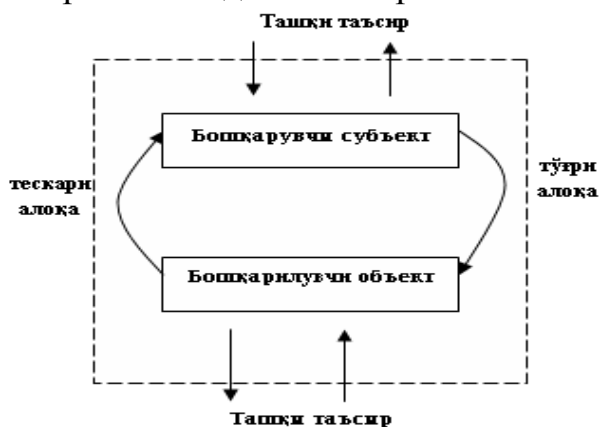 Ташқи таъсир
Бошқарувчи субъект
тескари
алоқа
тўғри
алоқа
Бошқарилувчи объект
Ташқи таъсир